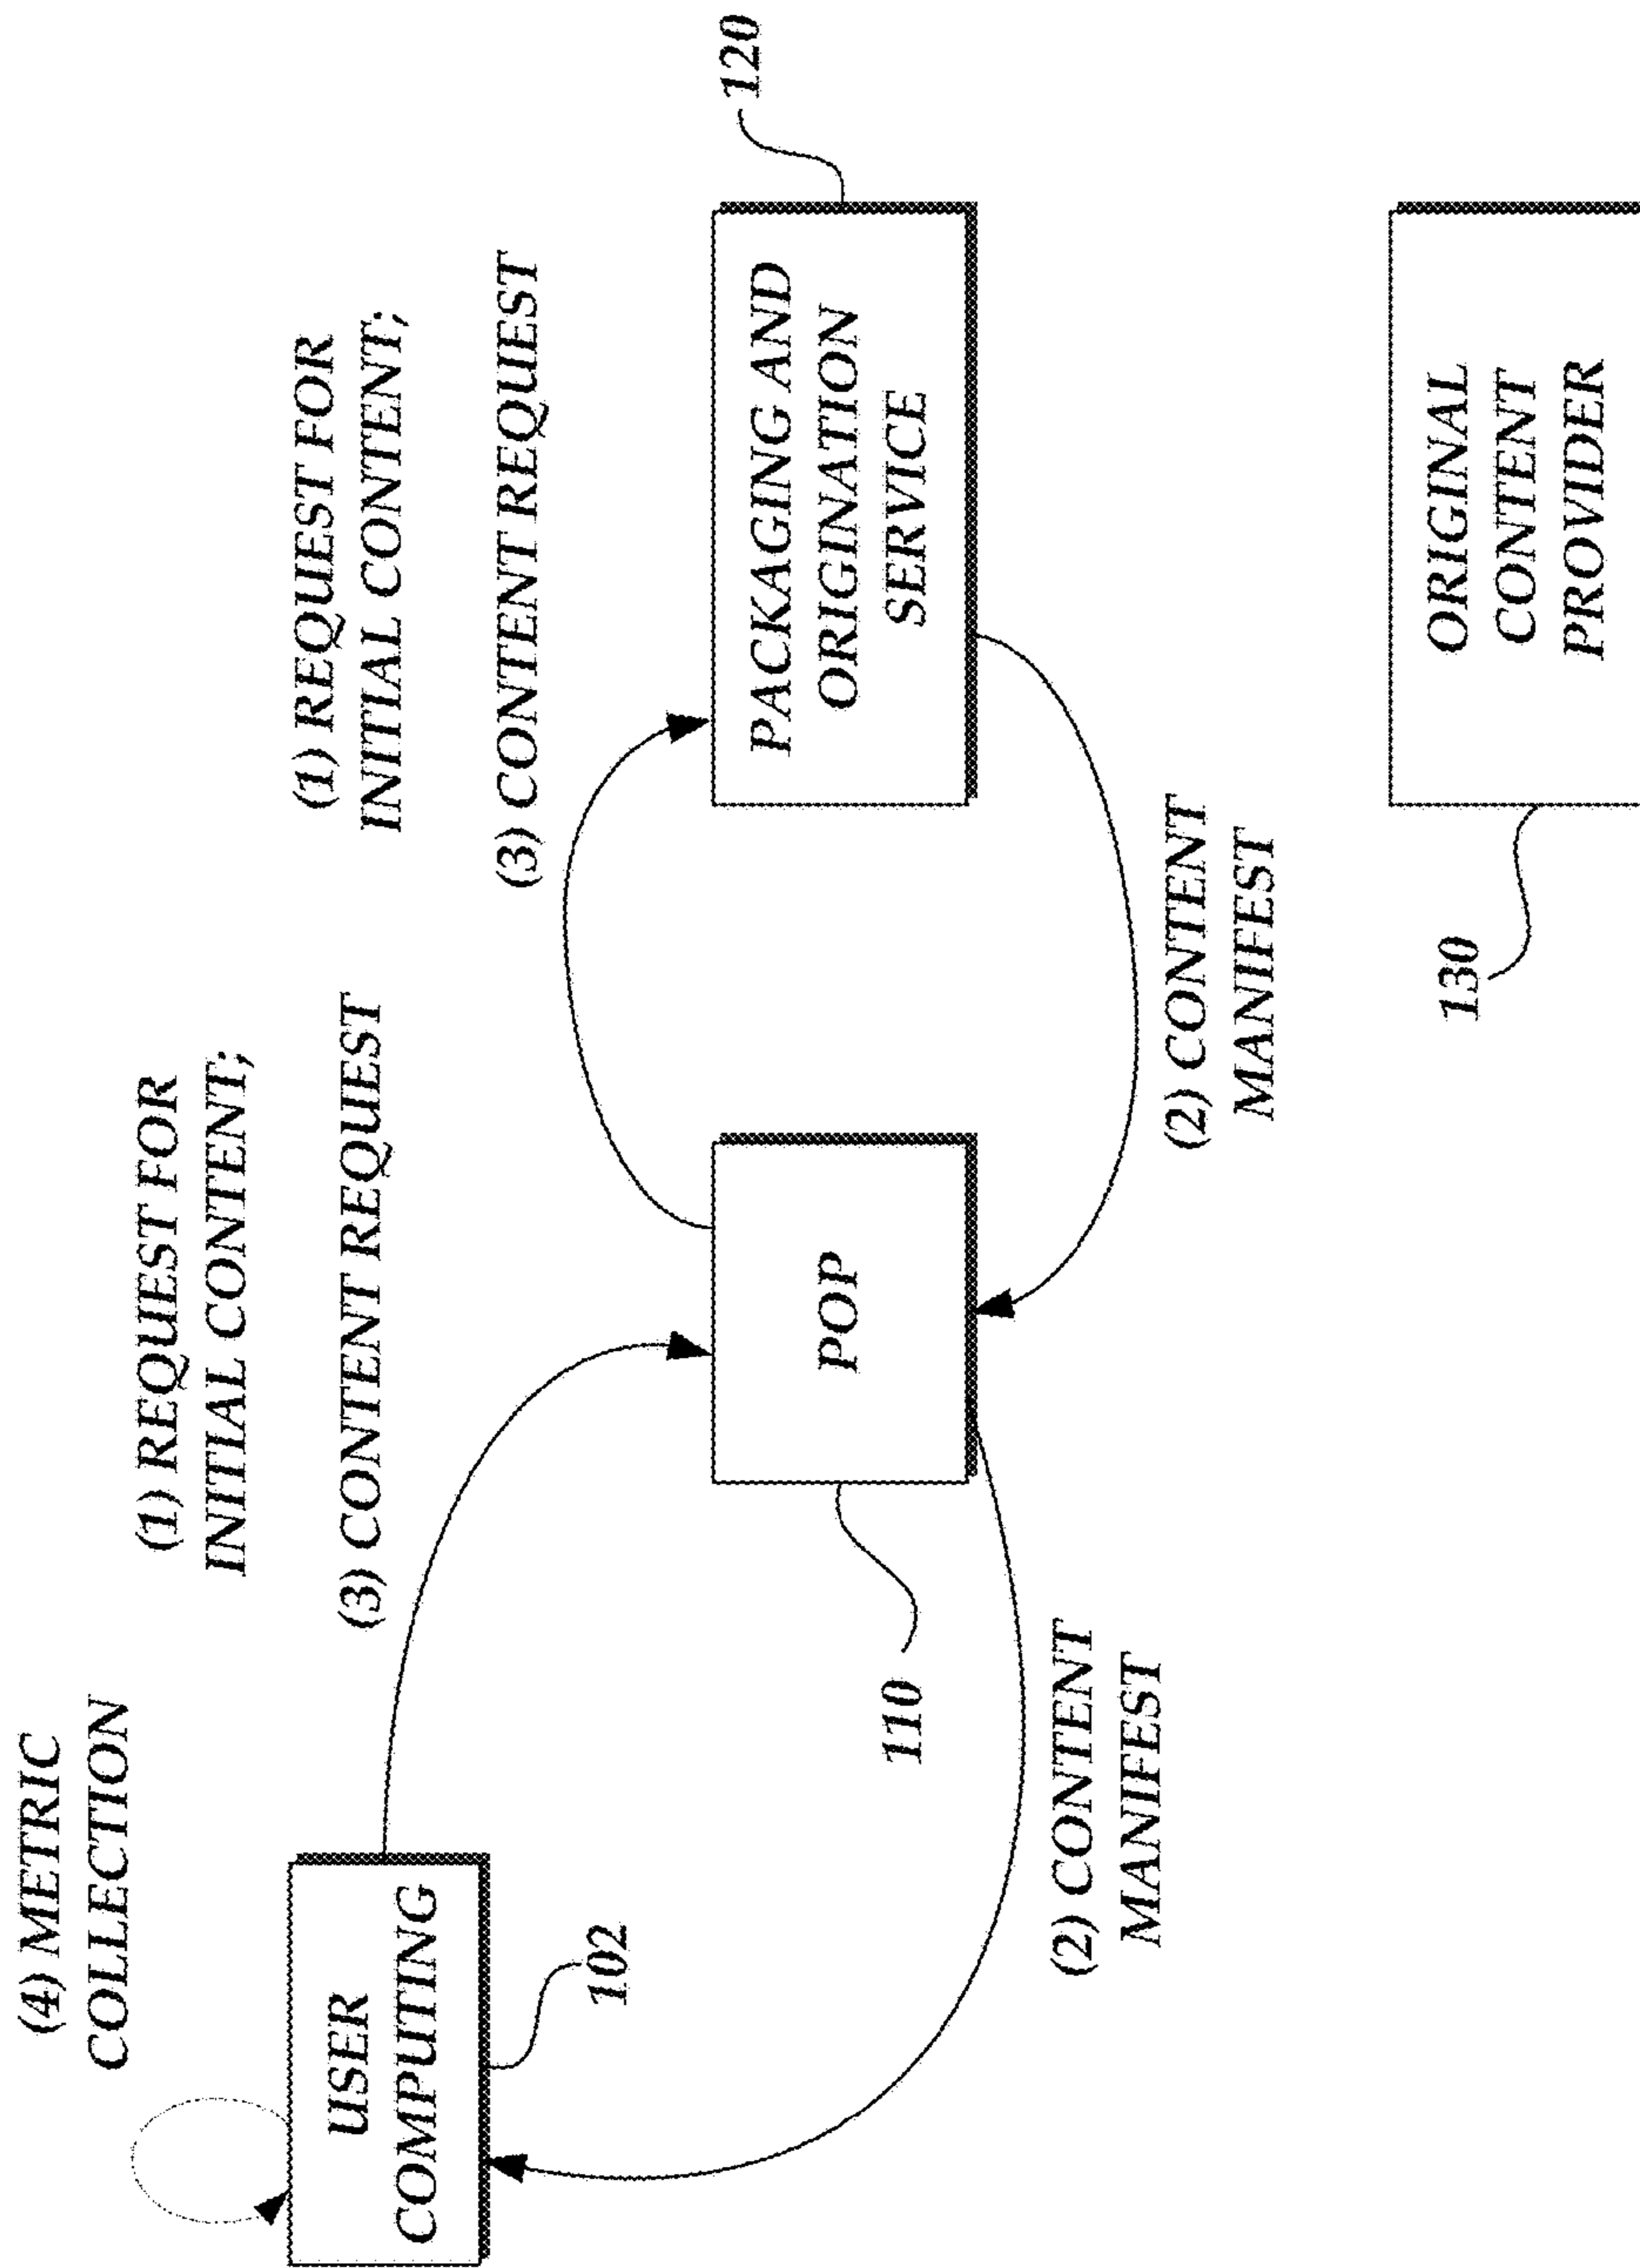 (4) METRIC
COLLECTION
(1) REQUEST FOR
INITIAL CONTENT;
(3) CONTENT REQUEST
(1) REQUEST FOR
INITIAL CONTENT;
(3) CONTENT REQUEST
USER
COMPUTING
102
POP
110
PACKAGING AND
ORIGINATION
SERVICE
120
(2) CONTENT
MANIFEST
(2) CONTENT
MANIFEST
130
ORIGINAL
CONTENT
PROVIDER